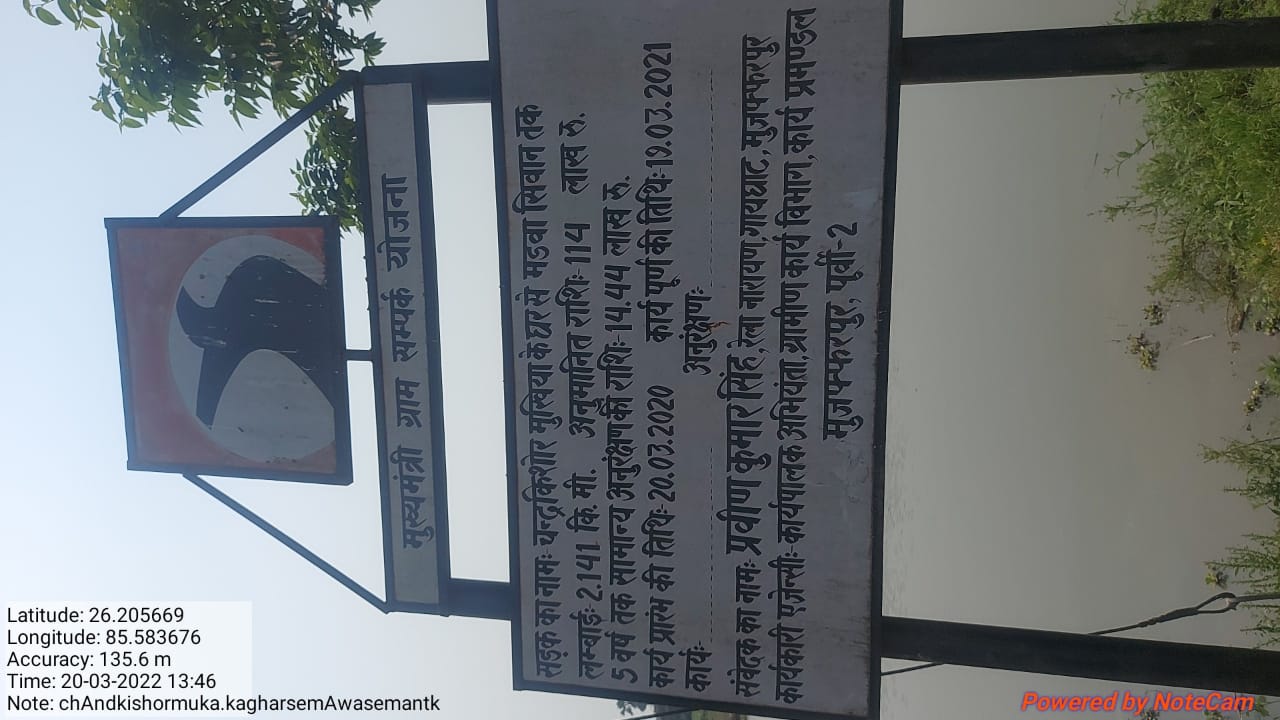 मुख्यमंत्री ग्राम सम्पर्क योजना
सड़क का नामः- चन्द्रकिशोर मुखिया के घर से मडवा सिवान तक
लम्बाईः- 2.141 कि. मी. अनुमानित राशिः- 114 लाख रु.
5 वर्ष तक सामान्य अनुरंक्षण की राशिः- 14.44 लाख रु.
कार्य प्रारंभ की तिथिः- 20.03.2020 कार्य पूर्ण की तिथिः- 19.03.2021
कार्यः- अनुरंक्षणः-
संवेदक का नामः- प्रवीण कुमार सिंह, रेला नारायण, गायघाट, मुजफ्फरपुर
कार्यकारी एजेन्सीः- कार्यपालक अभियंता, ग्रामीण कार्य विभाग, कार्य प्रमण्डल
मुजफ्फरपुर, पूर्वी-2
Latitude: 26.205669
Longitude: 85.583676
Accuracy: 135.6 m
Time: 20-03-2022 13:46
Note: chAndkishormuka.kagharsemAwasemantk
Powered by NoteCam